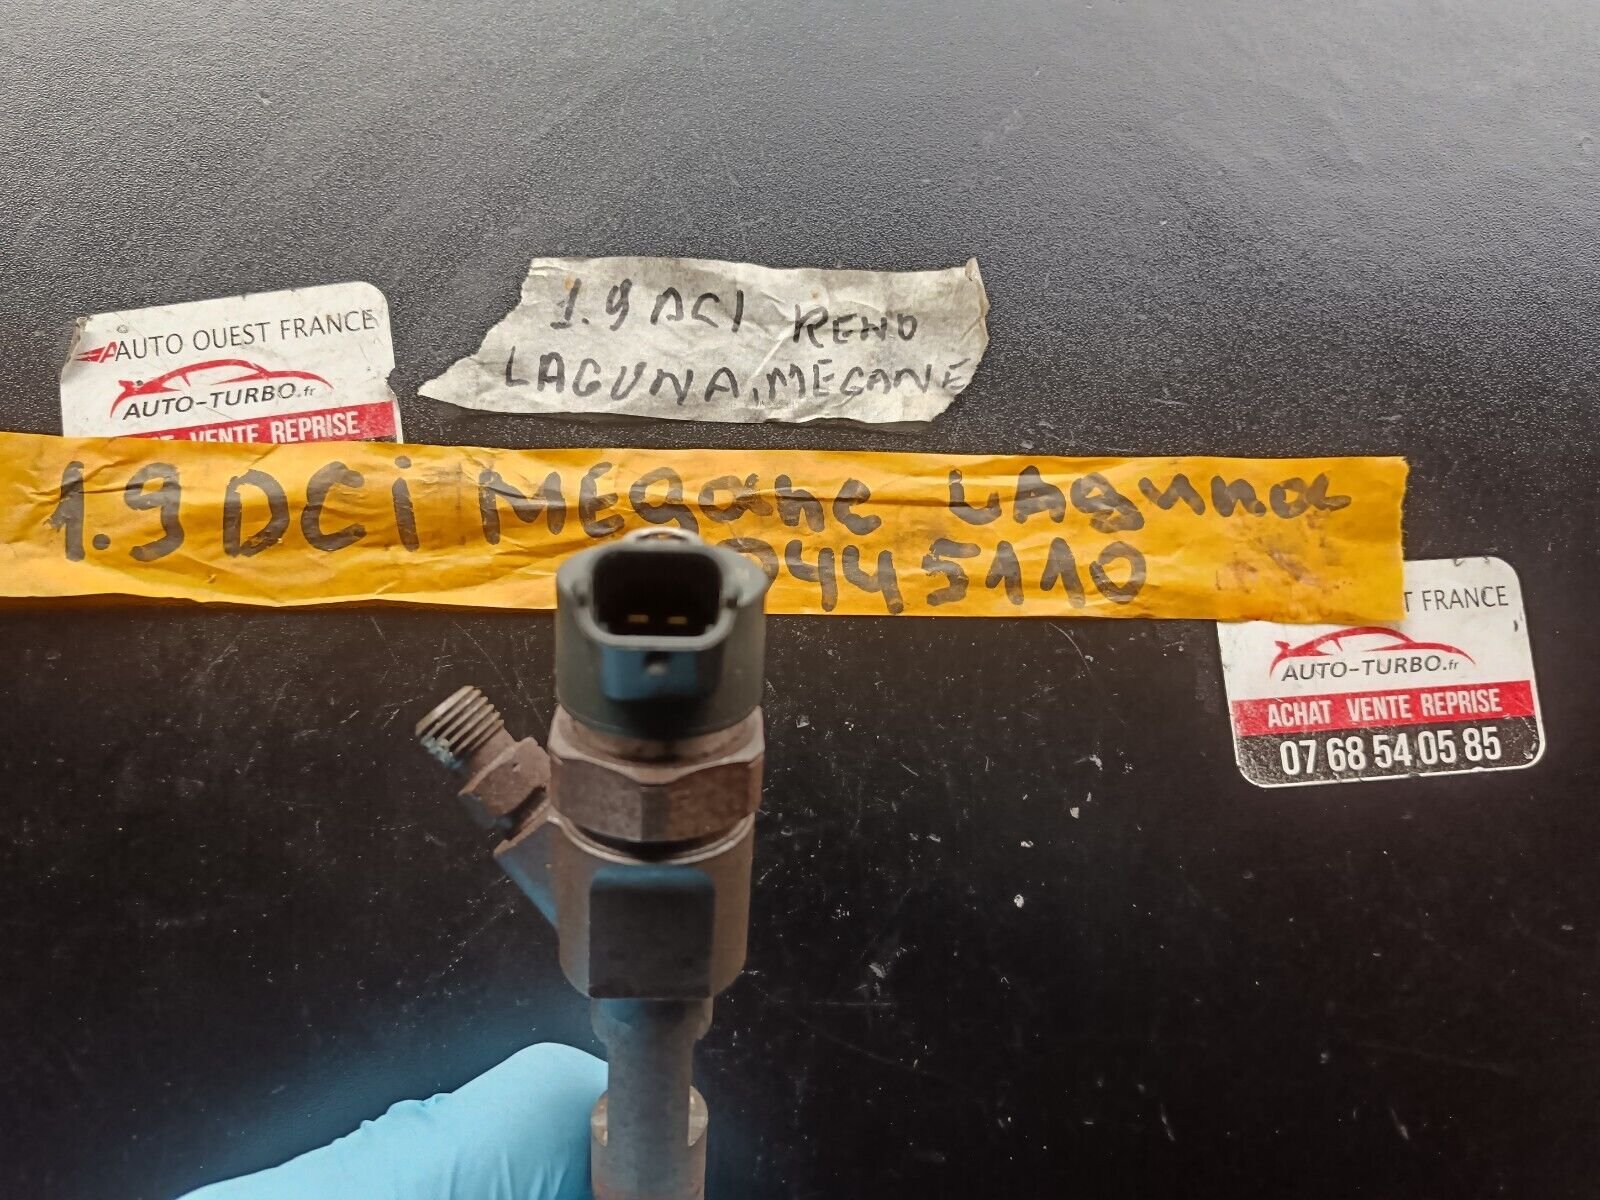 AUTO OUEST FRANCE
AUTO-TURBO.fr
VENTE REPRISE
1.9 DCI RENO
LAGUNA, MEGANE
1.9 DCi MEgane LAguna
0445110
T FRANCE
AUTO-TURBO.fr
ACHAT VENTE REPRISE
07 68 54 05 85